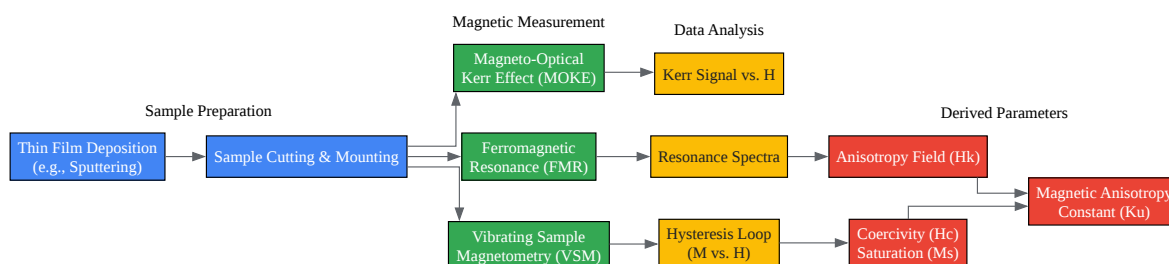 Magnetic Measurement
Data Analysis
Magneto-Optical
Kerr Effect (MOKE)
Kerr Signal vs. H
Sample Preparation
Derived Parameters
Thin Film Deposition
(e.g., Sputtering)
Sample Cutting & Mounting
Ferromagnetic
Resonance (FMR)
Resonance Spectra
Anisotropy Field (Hk)
Magnetic Anisotropy
Constant (Ku)
Vibrating Sample
Magnetometry (VSM)
Hysteresis Loop
(M vs. H)
Coercivity (Hc)
Saturation (Ms)